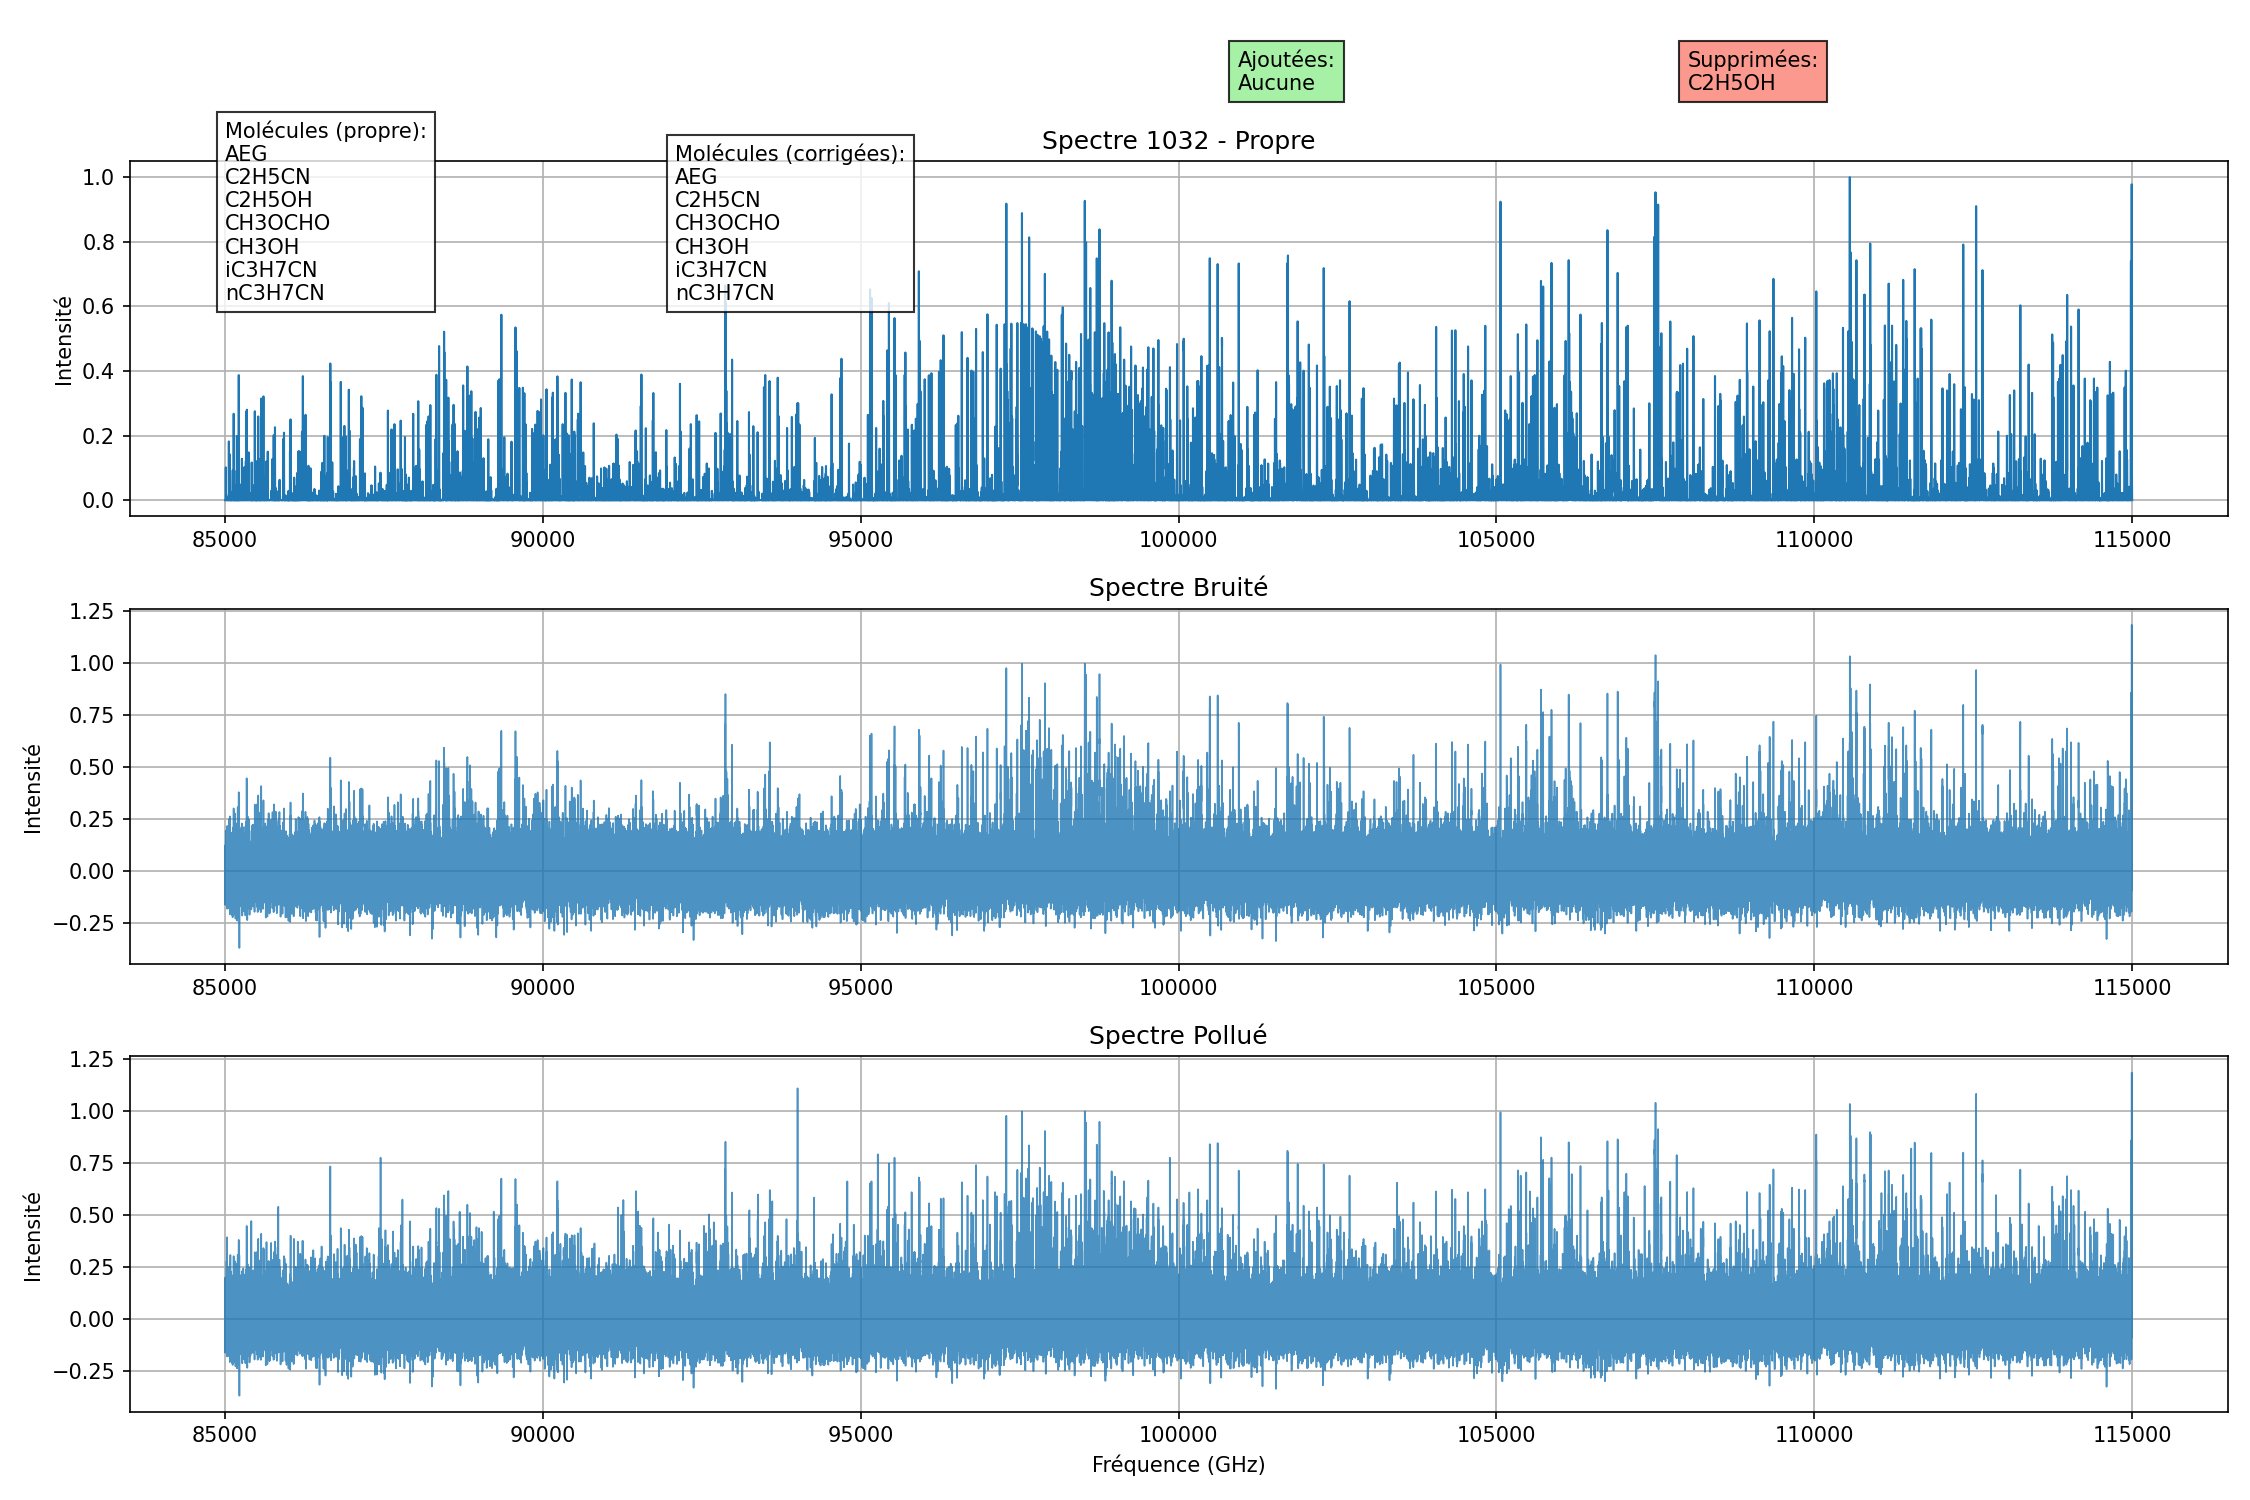 Ajoutées:
Aucune
Supprimées:
C2H5OH
Molécules (propre):
AEG
C2H5CN
C2H5OH
CH3OCHO
CH3OH
iC3H7CN
nC3H7CN
Molécules (corrigées):
AEG
C2H5CN
CH3OCHO
CH3OH
iC3H7CN
nC3H7CN
Spectre 1032 - Propre
Intensité
1.0
0.8
0.6
0.4
0.2
0.0
85000 90000 95000 100000 105000 110000 115000
Spectre Bruité
Intensité
1.25
1.00
0.75
0.50
0.25
0.00
−0.25
85000 90000 95000 100000 105000 110000 115000
Spectre Pollué
Intensité
1.25
1.00
0.75
0.50
0.25
0.00
−0.25
85000 90000 95000 100000 105000 110000 115000
Fréquence (GHz)